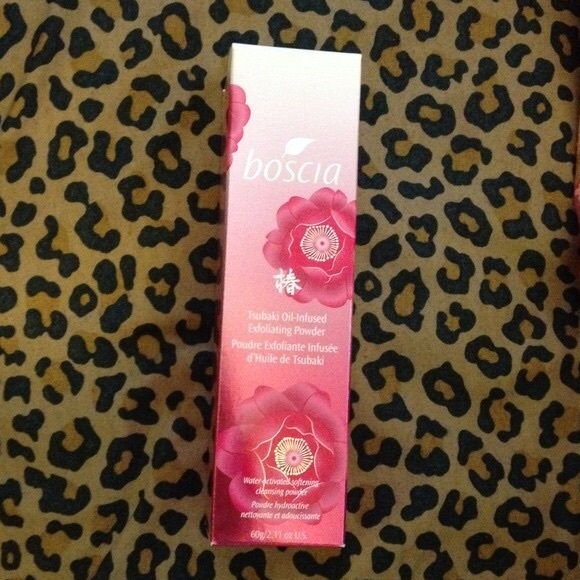 boscia
椿
Tsubaki Oil-Infused
Exfoliating Powder
Poudre Exfoliante Infusée
d'Huile de Tsubaki
Water-activated softening
cleansing powder
Poudre hydroactive
nettoyante et adoucissante
60g/2.11 oz U.S.